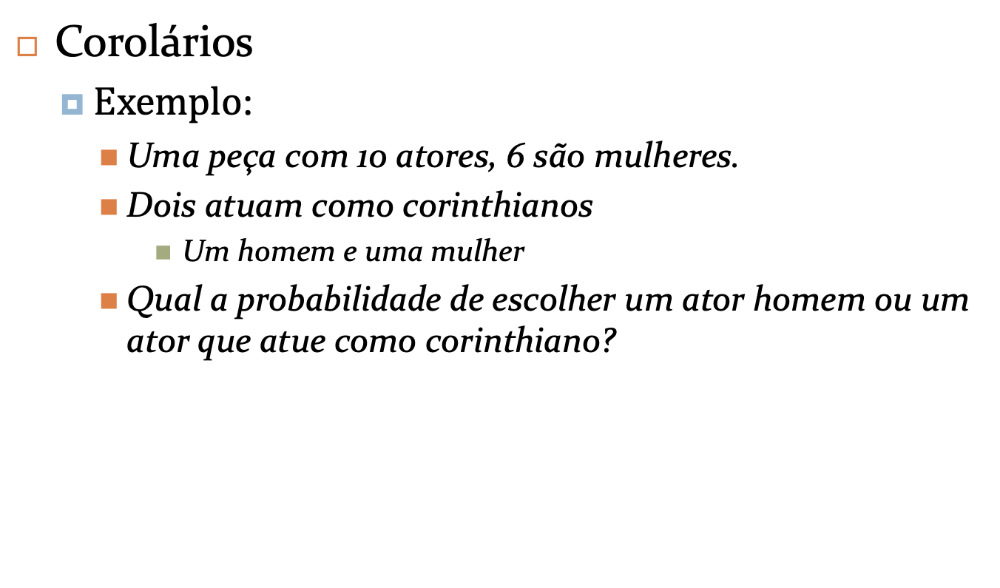 Corolários
Exemplo:
Uma peça com 10 atores, 6 são mulheres.
Dois atuam como corinthianos
Um homem e uma mulher
Qual a probabilidade de escolher um ator homem ou um
ator que atue como corinthiano?